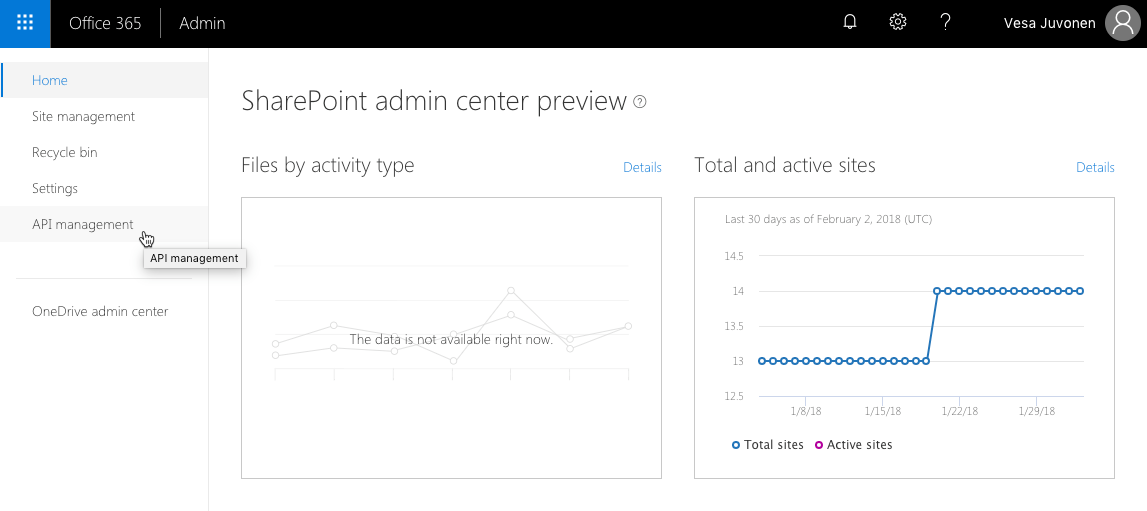 Office 365
Admin
Vesa Juvonen
Home
Site management
Recycle bin
Settings
API management
API management
OneDrive admin center
SharePoint admin center preview
Files by activity type
Details
The data is not available right now.
Total and active sites
Details
Last 30 days as of February 2, 2018 (UTC)
14.5
14
13.5
13
12.5
1/8/18 1/15/18 1/22/18 1/29/18
Total sites Active sites